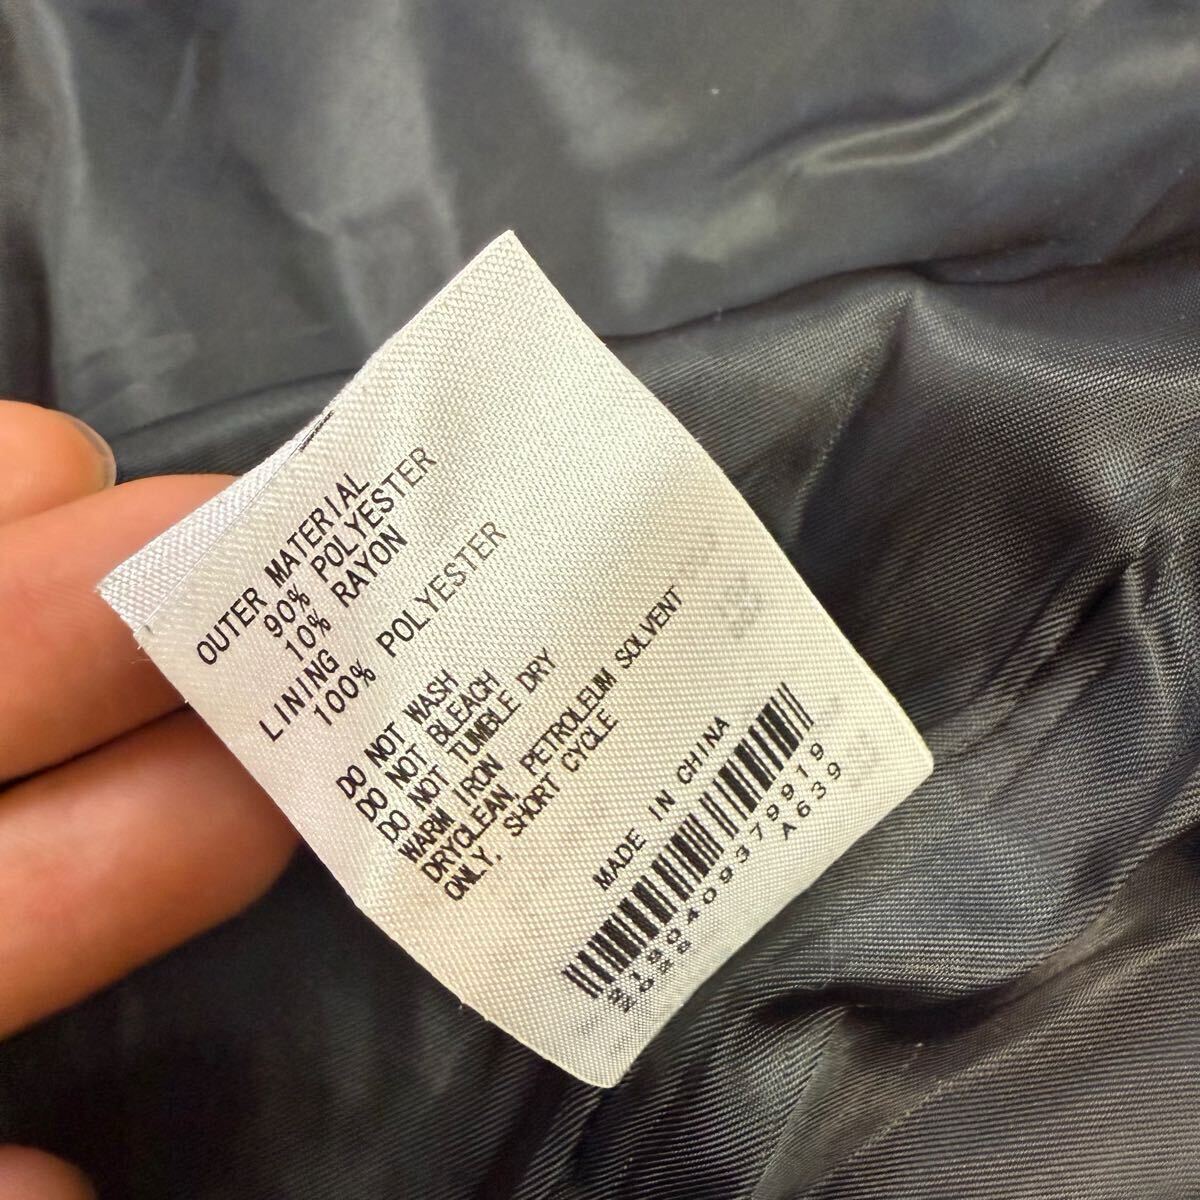 OUTER MATERIAL
90% POLYESTER
10% RAYON
LINING
100% POLYESTER
DO NOT WASH
DO NOT BLEACH
DO NOT TUMBLE DRY
WARM IRON
DRYCLEAN, PETROLEUM SOLVENT
ONLY. SHORT CYCLE
MADE IN CHINA
A639